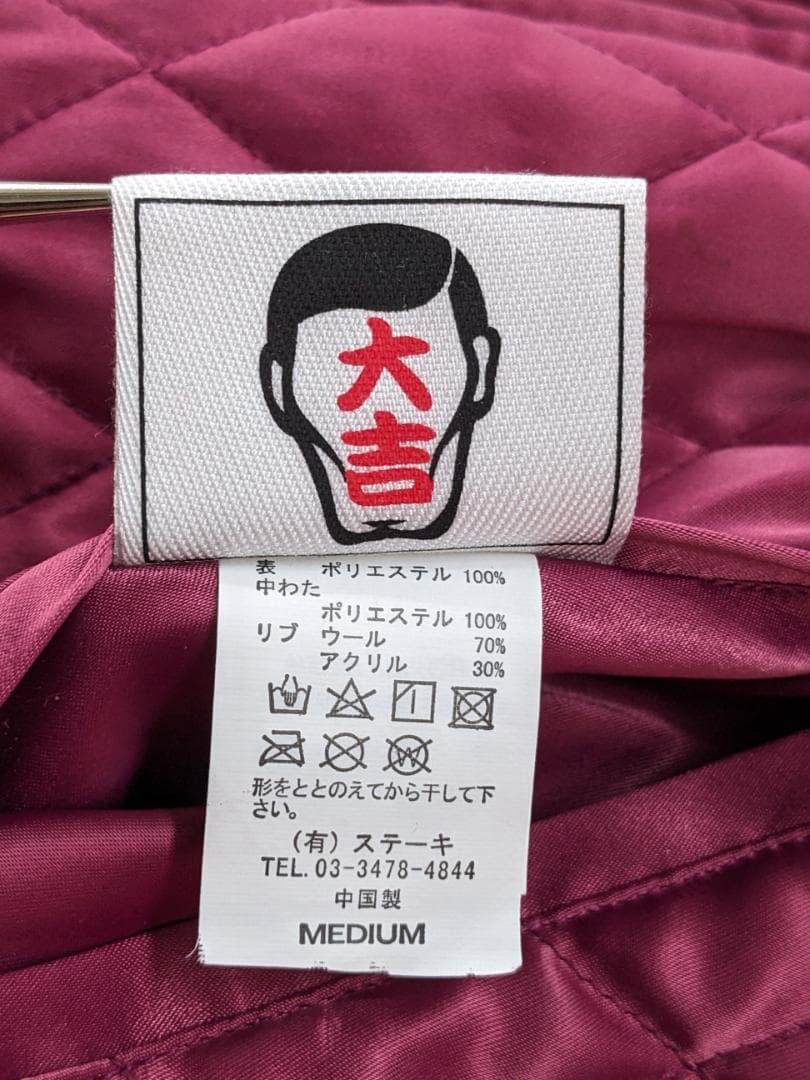 大吉
表 ポリエステル 100%
中わた
ポリエステル 100%
リブ ウール 70%
アクリル 30%
形をととのえてから干して下
さい。
(有) ステーキ
TEL. 03-3478-4844
中国製
MEDIUM